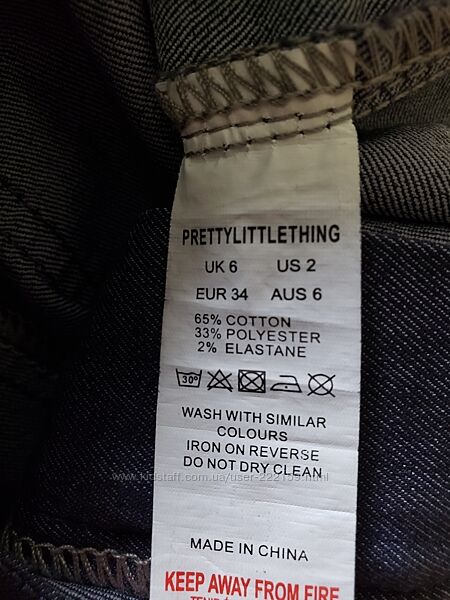 PRETTYLITTLETHING
UK 6 US 2
EUR 34 AUS 6
65% COTTON
33% POLYESTER
2% ELASTANE
30°
WASH WITH SIMILAR
COLOURS
IRON ON REVERSE
DO NOT DRY CLEAN
MADE IN CHINA
KEEP AWAY FROM FIRE